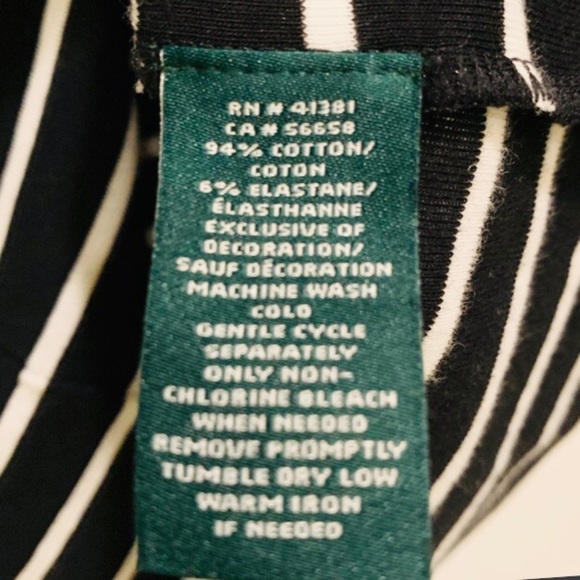 RN # 41381
CA # 56658
94% COTTON/
COTON
6% ELASTANE/
ÉLASTHANNE
EXCLUSIVE OF
DECORATION/
SAUF DÉCORATION
MACHINE WASH
COLD
GENTLE CYCLE
SEPARATELY
ONLY NON-
CHLORINE BLEACH
WHEN NEEDED
REMOVE PROMPTLY
TUMBLE DRY LOW
WARM IRON
IF NEEDED